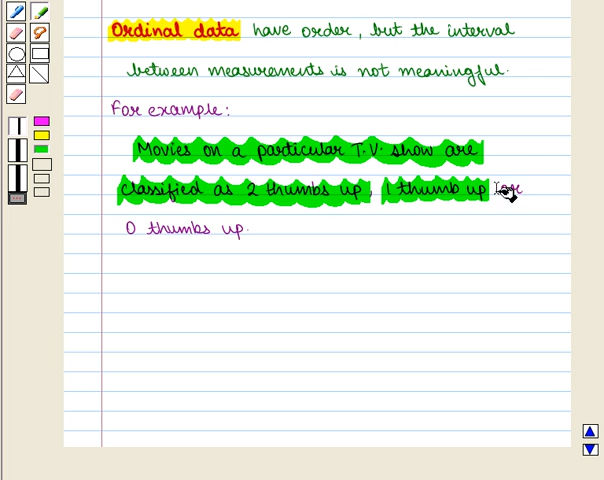 Ordinal data have order, but the interval
between measurements is not meaningful.
For example:
Movies on a particular T.V. show are
classified as 2 thumbs up, 1 thumb up or
0 thumbs up.